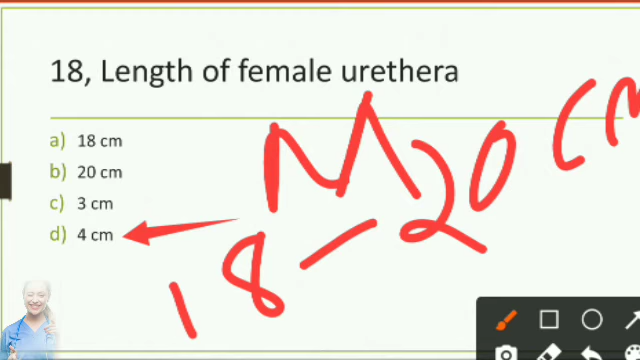 18, Length of female urethera
a) 18 cm
b) 20 cm
c) 3 cm
d) 4 cm
M 20 cm
18 –